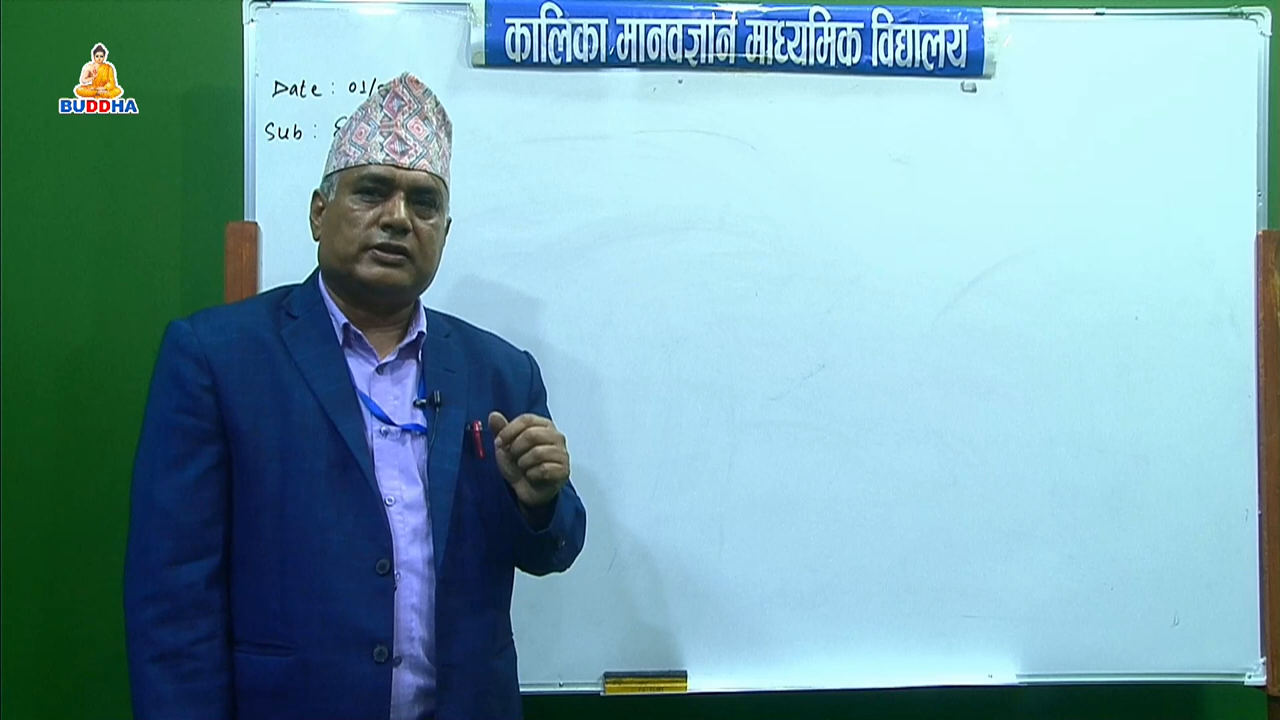 BUDDHA
कालिका मानवज्ञान माध्यमिक विद्यालय
Date : 01/
Sub :